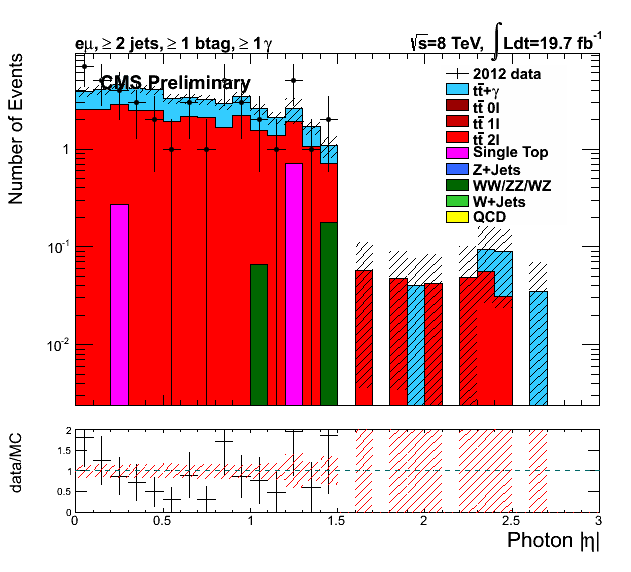 eμ, ≥ 2 jets, ≥ 1 btag, ≥ 1γ
√s=8 TeV, ∫Ldt=19.7 fb⁻¹
CMS Preliminary
2012 data
tt̄+γ
tt̄ 0l
tt̄ 1l
tt̄ 2l
Single Top
Z+Jets
WW/ZZ/WZ
W+Jets
QCD
Number of Events
1
10⁻¹
10⁻²
data/MC
2
1.5
1
0.5
0
0 0.5 1 1.5 2 2.5 3
Photon |η|